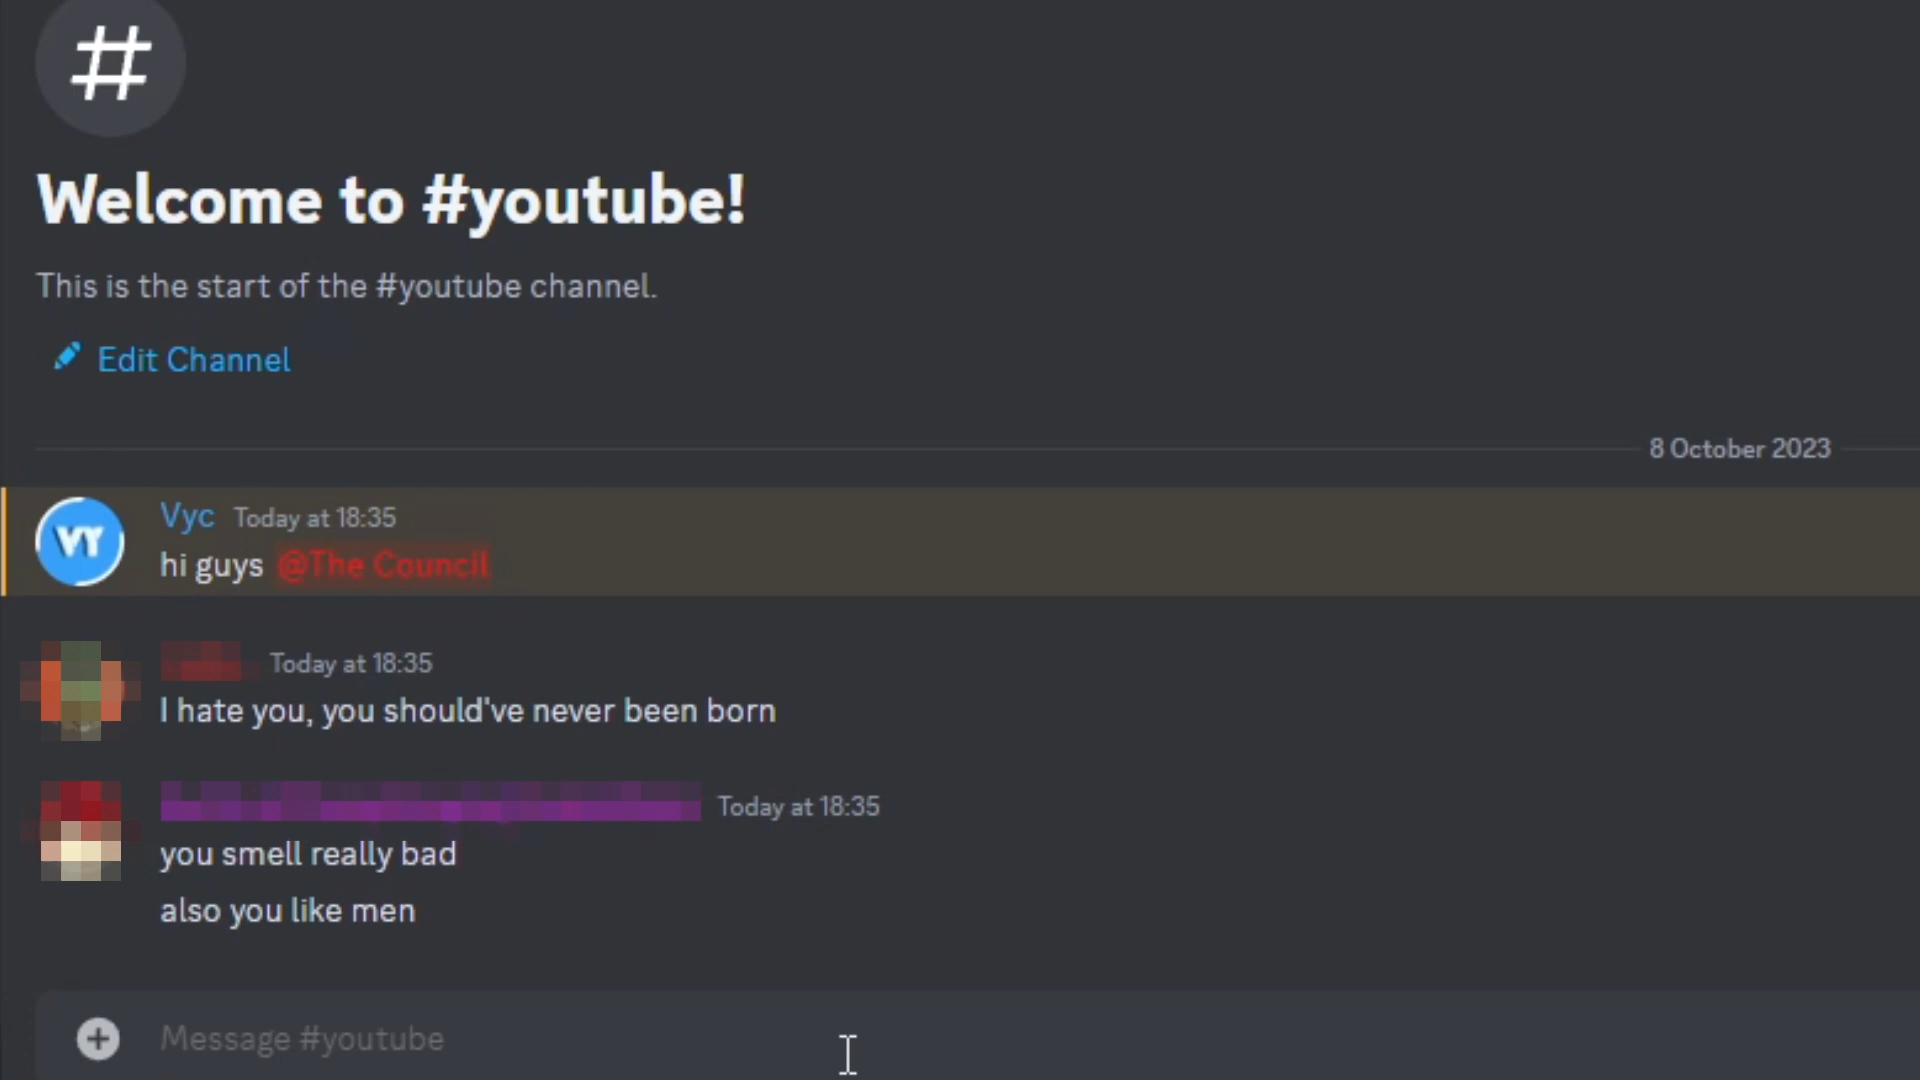 #
Welcome to #youtube!
This is the start of the #youtube channel.
Edit Channel
8 October 2023
VY
Vyc Today at 18:35
hi guys @The Council
Today at 18:35
I hate you, you should've never been born
Today at 18:35
you smell really bad
also you like men
Message #youtube